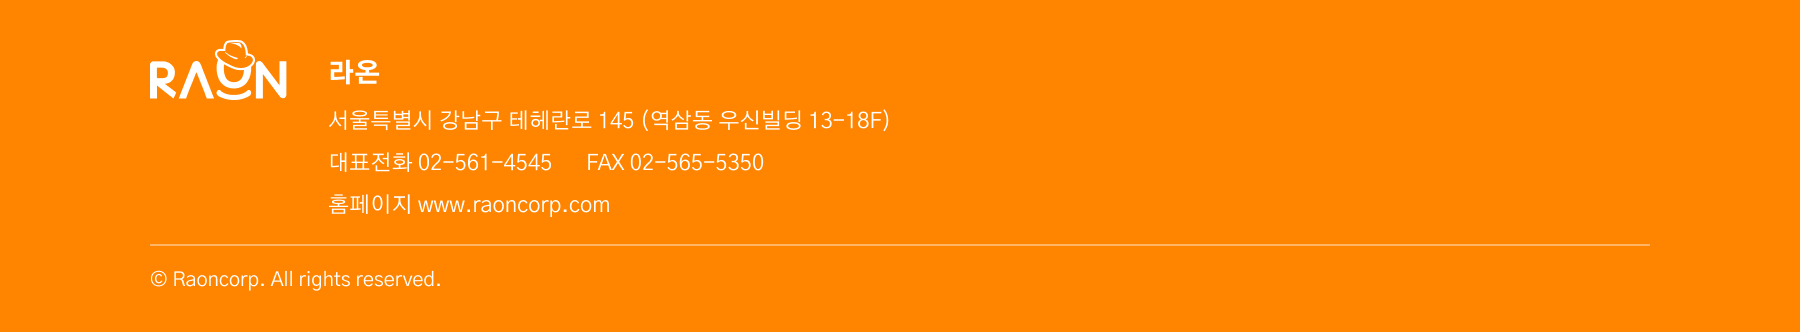 RAON
라온
서울특별시 강남구 테헤란로 145 (역삼동 우신빌딩 13-18F)
대표전화 02-561-4545 FAX 02-565-5350
홈페이지 www.raoncorp.com
© Raoncorp. All rights reserved.